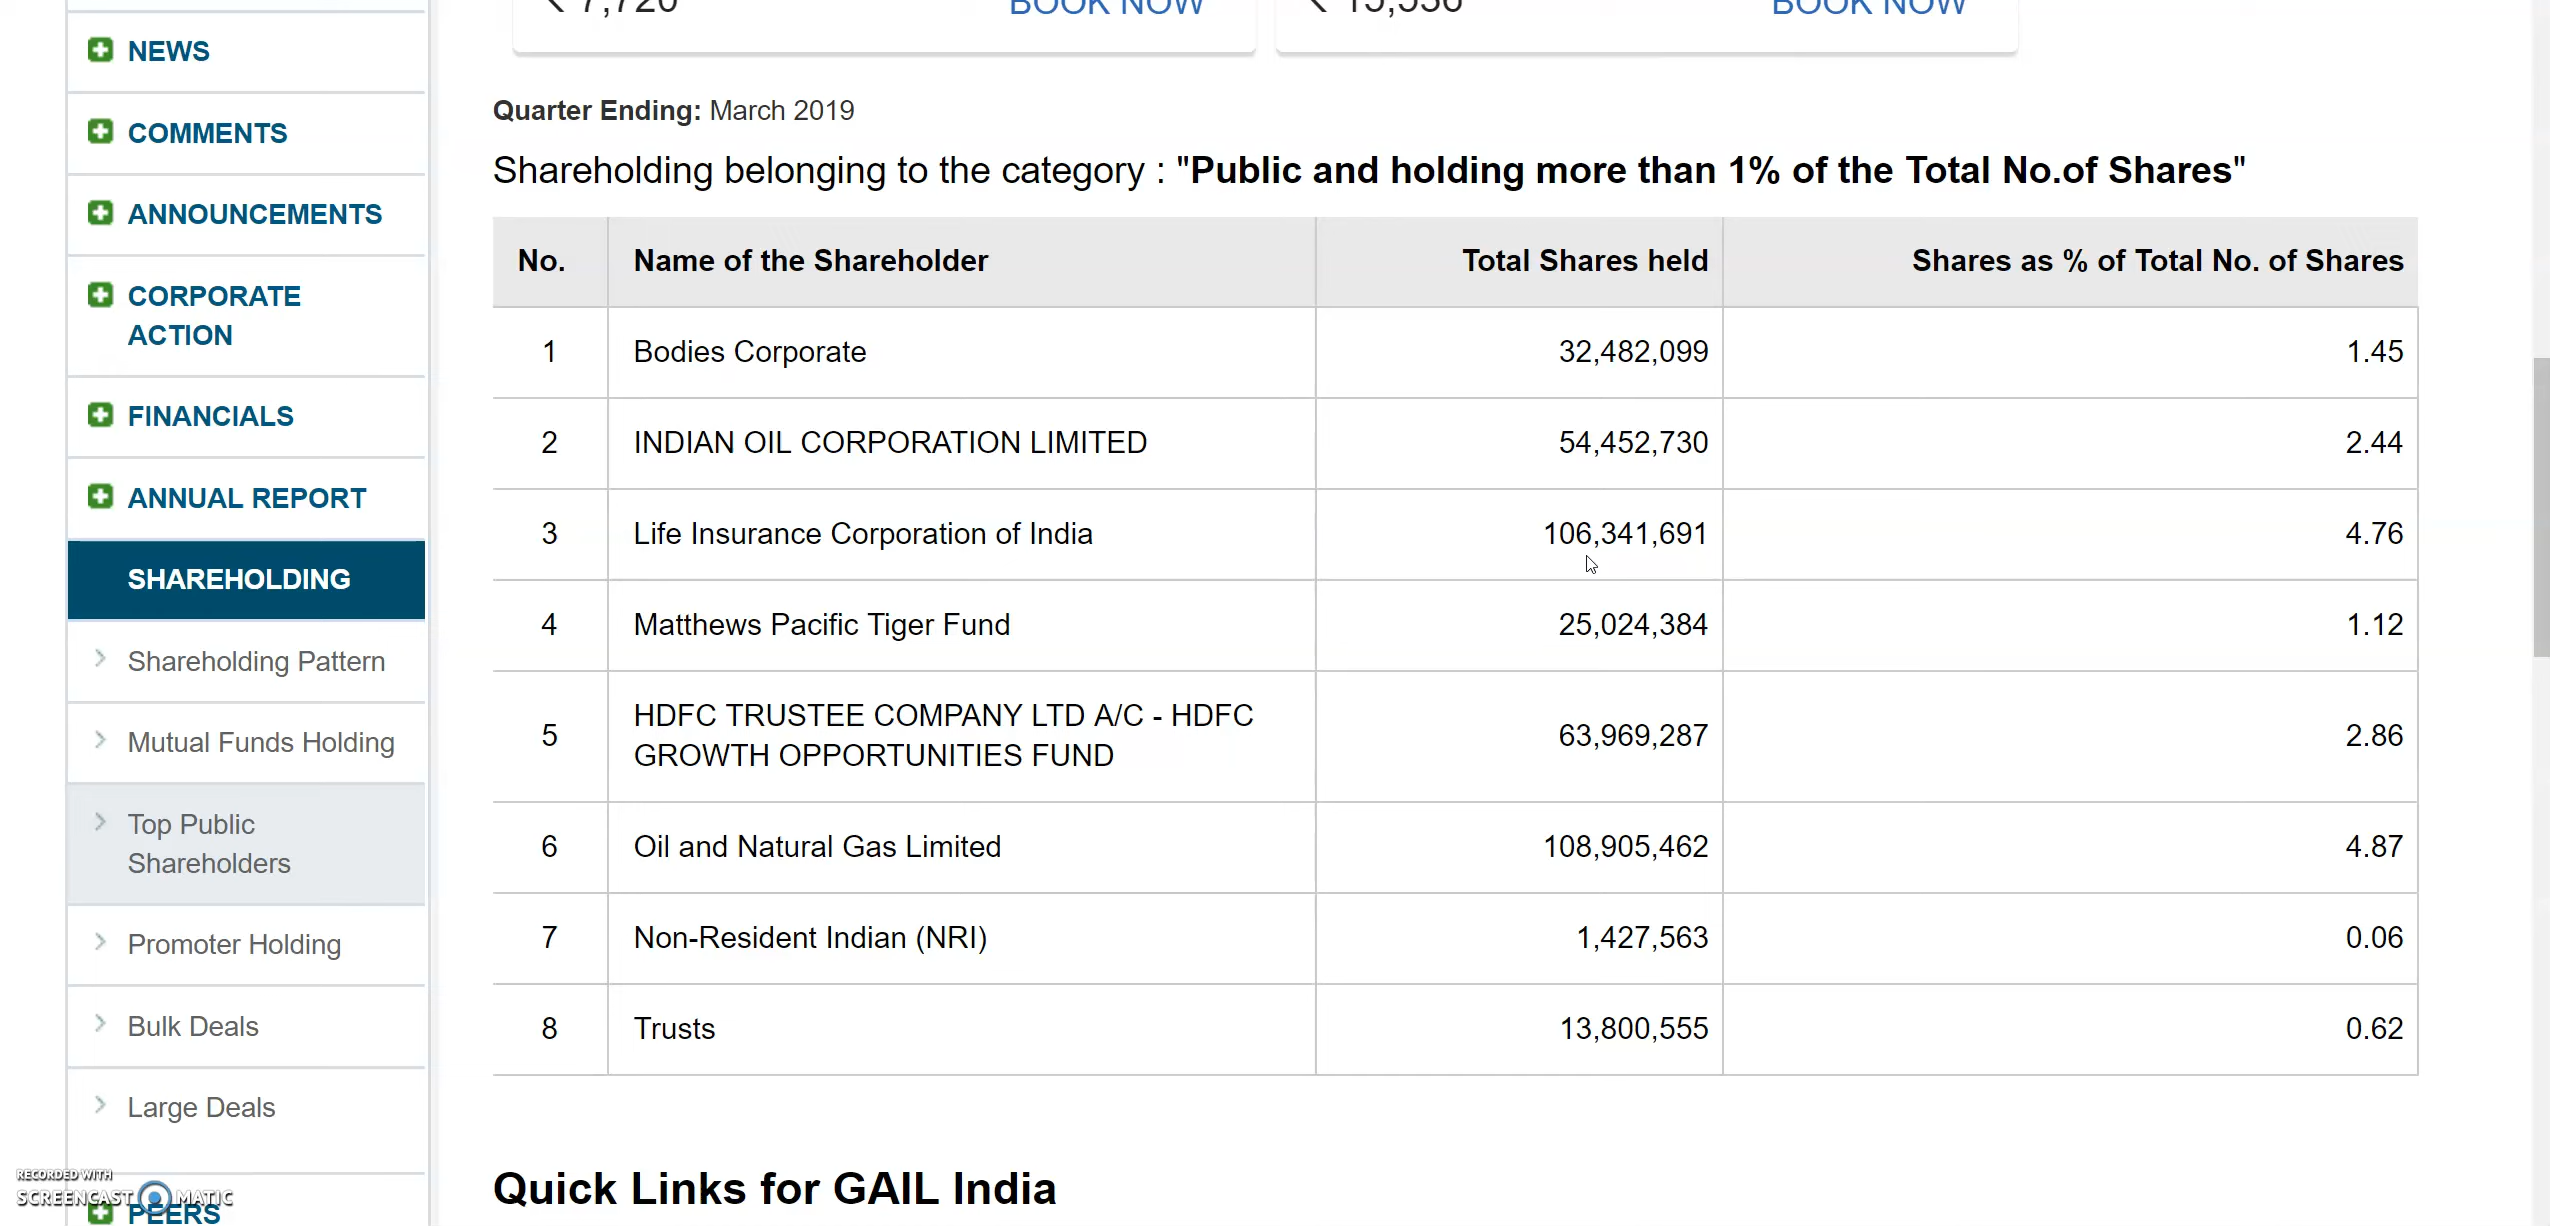 ₹ 7,720 BOOK NOW ₹ 15,536 BOOK NOW
NEWS
COMMENTS
ANNOUNCEMENTS
CORPORATE
ACTION
FINANCIALS
ANNUAL REPORT
SHAREHOLDING
Shareholding Pattern
Mutual Funds Holding
Top Public
Shareholders
Promoter Holding
Bulk Deals
Large Deals
PEERS
Quarter Ending: March 2019
Shareholding belonging to the category : "Public and holding more than 1% of the Total No.of Shares"
No. Name of the Shareholder Total Shares held Shares as % of Total No. of Shares
1 Bodies Corporate 32,482,099 1.45
2 INDIAN OIL CORPORATION LIMITED 54,452,730 2.44
3 Life Insurance Corporation of India 106,341,691 4.76
4 Matthews Pacific Tiger Fund 25,024,384 1.12
5 HDFC TRUSTEE COMPANY LTD A/C - HDFC
GROWTH OPPORTUNITIES FUND 63,969,287 2.86
6 Oil and Natural Gas Limited 108,905,462 4.87
7 Non-Resident Indian (NRI) 1,427,563 0.06
8 Trusts 13,800,555 0.62
Quick Links for GAIL India
RECORDED WITH
SCREENCAST MATIC